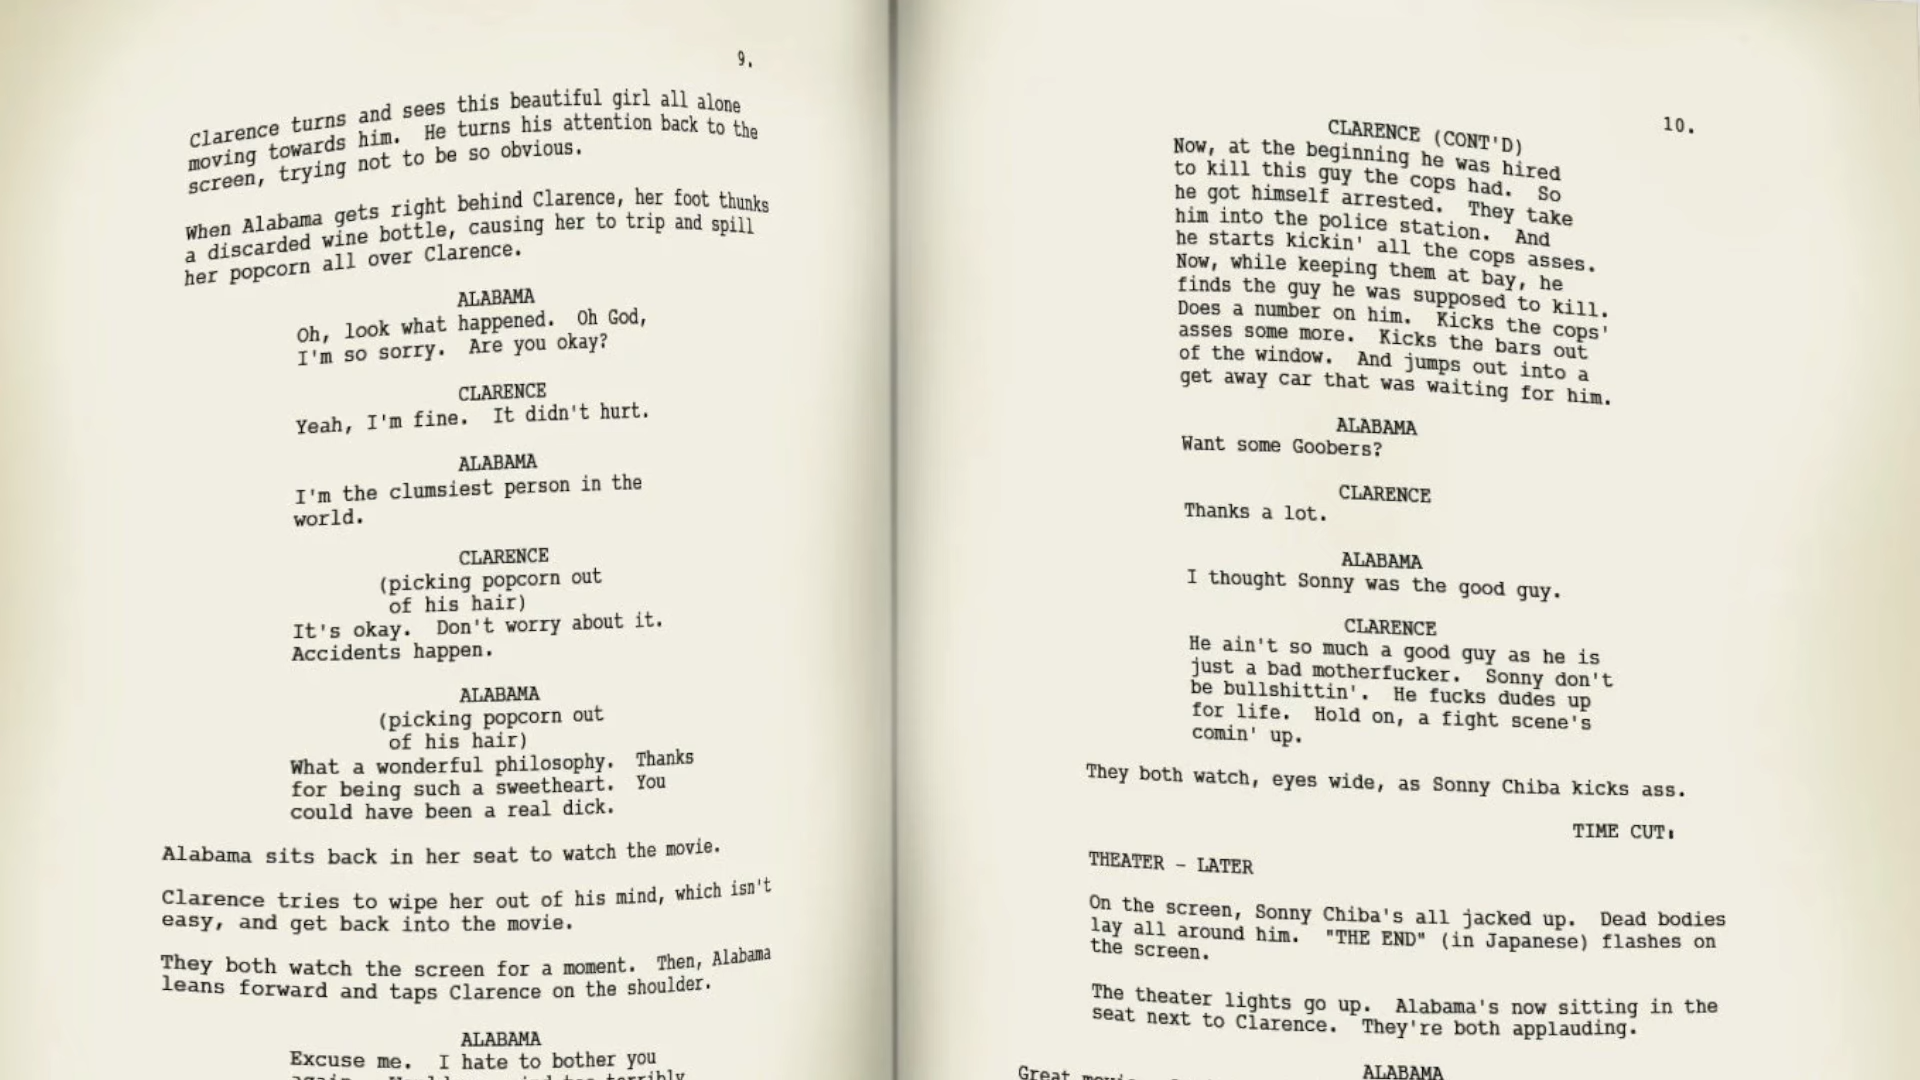 9.
Clarence turns and sees this beautiful girl all alone
moving towards him. He turns his attention back to the
screen, trying not to be so obvious.
When Alabama gets right behind Clarence, her foot thunks
a discarded wine bottle, causing her to trip and spill
her popcorn all over Clarence.
ALABAMA
Oh, look what happened. Oh God,
I'm so sorry. Are you okay?
CLARENCE
Yeah, I'm fine. It didn't hurt.
ALABAMA
I'm the clumsiest person in the
world.
CLARENCE
(picking popcorn out
of his hair)
It's okay. Don't worry about it.
Accidents happen.
ALABAMA
(picking popcorn out
of his hair)
What a wonderful philosophy. Thanks
for being such a sweetheart. You
could have been a real dick.
Alabama sits back in her seat to watch the movie.
Clarence tries to wipe her out of his mind, which isn't
easy, and get back into the movie.
They both watch the screen for a moment. Then, Alabama
leans forward and taps Clarence on the shoulder.
ALABAMA
Excuse me. I hate to bother you
terribly
10.
CLARENCE (CONT'D)
Now, at the beginning he was hired
to kill this guy the cops had. So
he got himself arrested. They take
him into the police station. And
he starts kickin' all the cops asses.
Now, while keeping them at bay, he
finds the guy he was supposed to kill.
Does a number on him. Kicks the cops'
asses some more. Kicks the bars out
of the window. And jumps out into a
get away car that was waiting for him.
ALABAMA
Want some Goobers?
CLARENCE
Thanks a lot.
ALABAMA
I thought Sonny was the good guy.
CLARENCE
He ain't so much a good guy as he is
just a bad motherfucker. Sonny don't
be bullshittin'. He fucks dudes up
for life. Hold on, a fight scene's
comin' up.
They both watch, eyes wide, as Sonny Chiba kicks ass.
TIME CUT:
THEATER - LATER
On the screen, Sonny Chiba's all jacked up. Dead bodies
lay all around him. "THE END" (in Japanese) flashes on
the screen.
The theater lights go up. Alabama's now sitting in the
seat next to Clarence. They're both applauding.
ALABAMA
Great